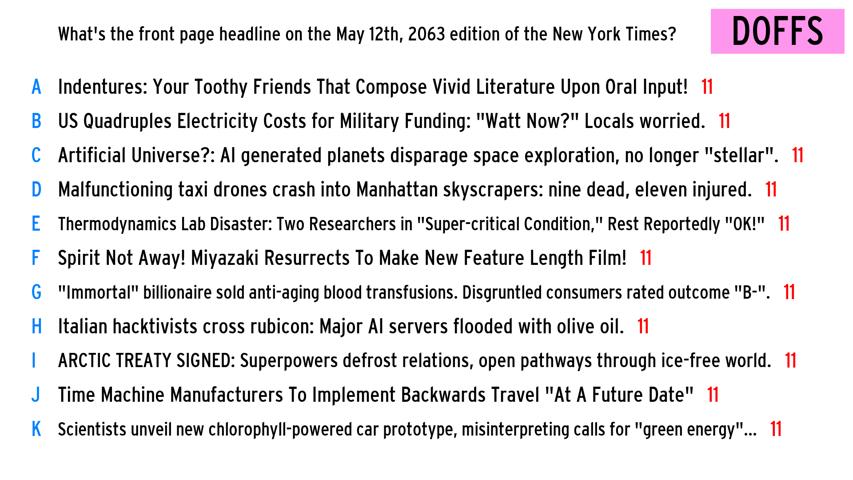 What's the front page headline on the May 12th, 2063 edition of the New York Times?
DOFFS
A Indentures: Your Toothy Friends That Compose Vivid Literature Upon Oral Input! 11
B US Quadruples Electricity Costs for Military Funding: "Watt Now?" Locals worried. 11
C Artificial Universe?: AI generated planets disparage space exploration, no longer "stellar". 11
D Malfunctioning taxi drones crash into Manhattan skyscrapers: nine dead, eleven injured. 11
E Thermodynamics Lab Disaster: Two Researchers in "Super-critical Condition," Rest Reportedly "OK!" 11
F Spirit Not Away! Miyazaki Resurrects To Make New Feature Length Film! 11
G "Immortal" billionaire sold anti-aging blood transfusions. Disgruntled consumers rated outcome "B-". 11
H Italian hacktivists cross rubicon: Major AI servers flooded with olive oil. 11
I ARCTIC TREATY SIGNED: Superpowers defrost relations, open pathways through ice-free world. 11
J Time Machine Manufacturers To Implement Backwards Travel "At A Future Date" 11
K Scientists unveil new chlorophyll-powered car prototype, misinterpreting calls for "green energy"... 11